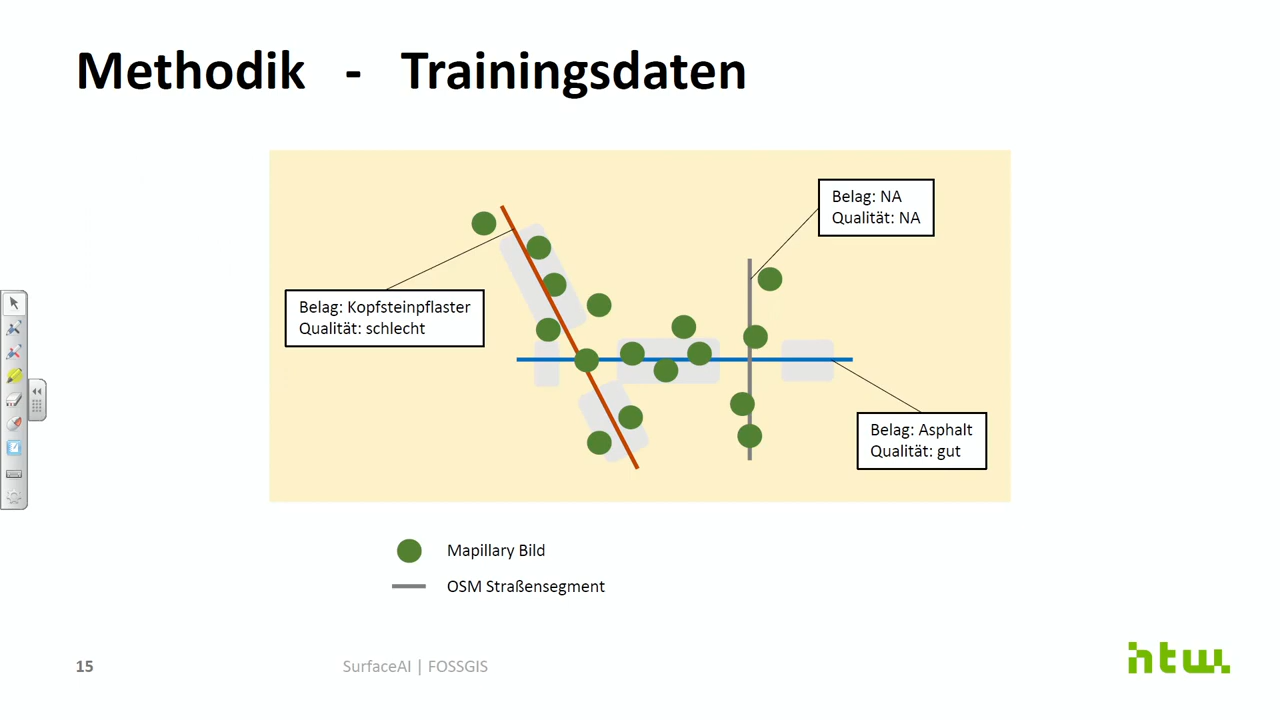 Methodik - Trainingsdaten
Belag: NA
Qualität: NA
Belag: Kopfsteinpflaster
Qualität: schlecht
Belag: Asphalt
Qualität: gut
Mapillary Bild
OSM Straßensegment
15
SurfaceAI | FOSSGIS
htw.